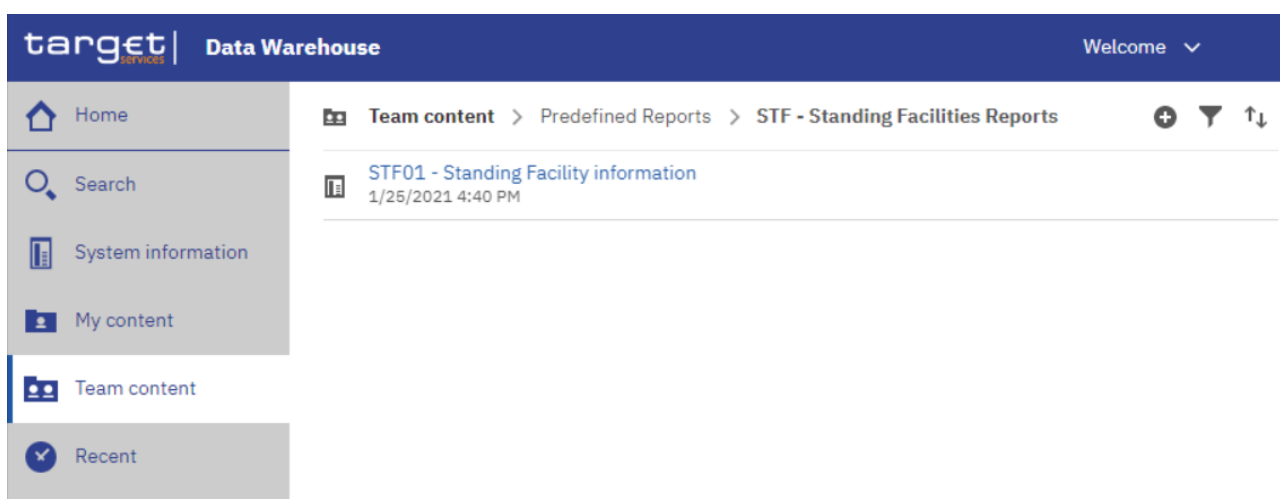 target | Data Warehouse Welcome
services
Home
Team content > Predefined Reports > STF - Standing Facilities Reports
Search
STF01 - Standing Facility information
1/25/2021 4:40 PM
System information
My content
Team content
Recent